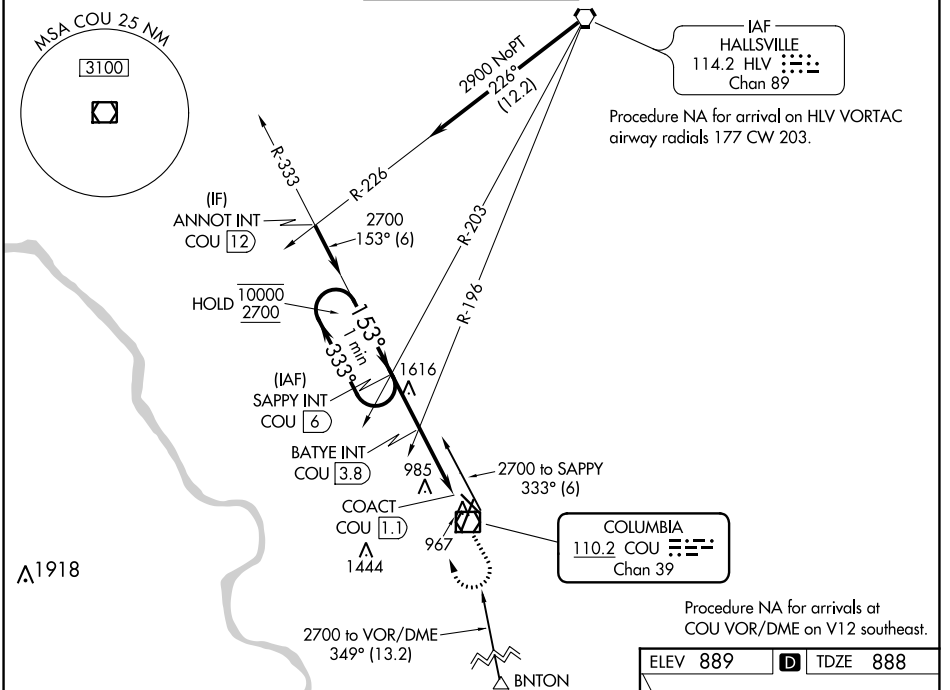 MSA COU 25 NM
3100
IAF
HALLSVILLE
114.2 HLV
Chan 89
Procedure NA for arrival on HLV VORTAC
airway radials 177 CW 203.
2900 NoPT
226°
(12.2)
R-333
R-226
R-203
R-196
(IF)
ANNOT INT
COU 12
2700
153° (6)
HOLD 10000
2700
153°
1 min
333°
(IAF)
SAPPY INT
COU 6
1616
BATYE INT
COU 3.8
985
2700 to SAPPY
333° (6)
COACT
COU 1.1
967
1444
COLUMBIA
110.2 COU
Chan 39
1918
2700 to VOR/DME
349° (13.2)
BNTON
Procedure NA for arrivals at
COU VOR/DME on V12 southeast.
ELEV 889 D TDZE 888